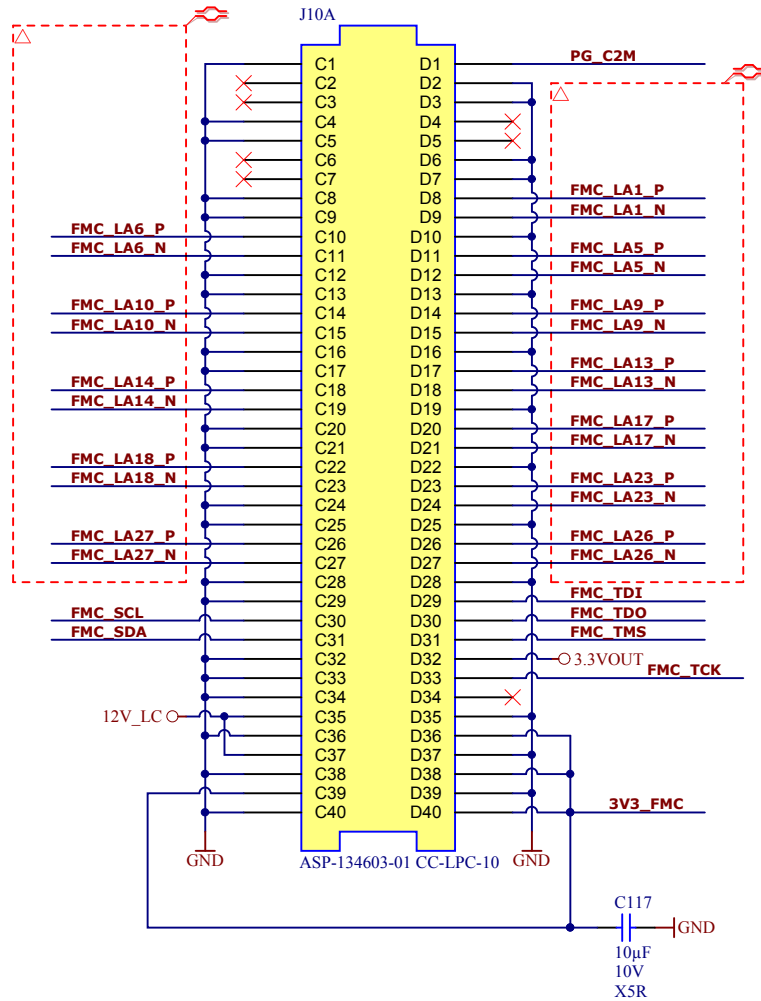 J10A
C1 D1 PG_C2M
C2 D2
C3 D3
C4 D4
C5 D5
C6 D6
C7 D7
C8 D8 FMC_LA1_P
C9 D9 FMC_LA1_N
FMC_LA6_P C10 D10
FMC_LA6_N C11 D11 FMC_LA5_P
C12 D12 FMC_LA5_N
C13 D13
FMC_LA10_P C14 D14 FMC_LA9_P
FMC_LA10_N C15 D15 FMC_LA9_N
C16 D16
C17 D17 FMC_LA13_P
FMC_LA14_P C18 D18 FMC_LA13_N
FMC_LA14_N C19 D19
C20 D20 FMC_LA17_P
C21 D21 FMC_LA17_N
FMC_LA18_P C22 D22
FMC_LA18_N C23 D23 FMC_LA23_P
C24 D24 FMC_LA23_N
C25 D25
FMC_LA27_P C26 D26 FMC_LA26_P
FMC_LA27_N C27 D27 FMC_LA26_N
C28 D28
C29 D29 FMC_TDI
FMC_SCL C30 D30 FMC_TDO
FMC_SDA C31 D31 FMC_TMS
C32 D32 3.3VOUT
C33 D33 FMC_TCK
C34 D34
12V_LC C35 D35
C36 D36
C37 D37
C38 D38
C39 D39
C40 D40 3V3_FMC
GND ASP-134603-01 CC-LPC-10 GND
C117
GND
10µF
10V
X5R